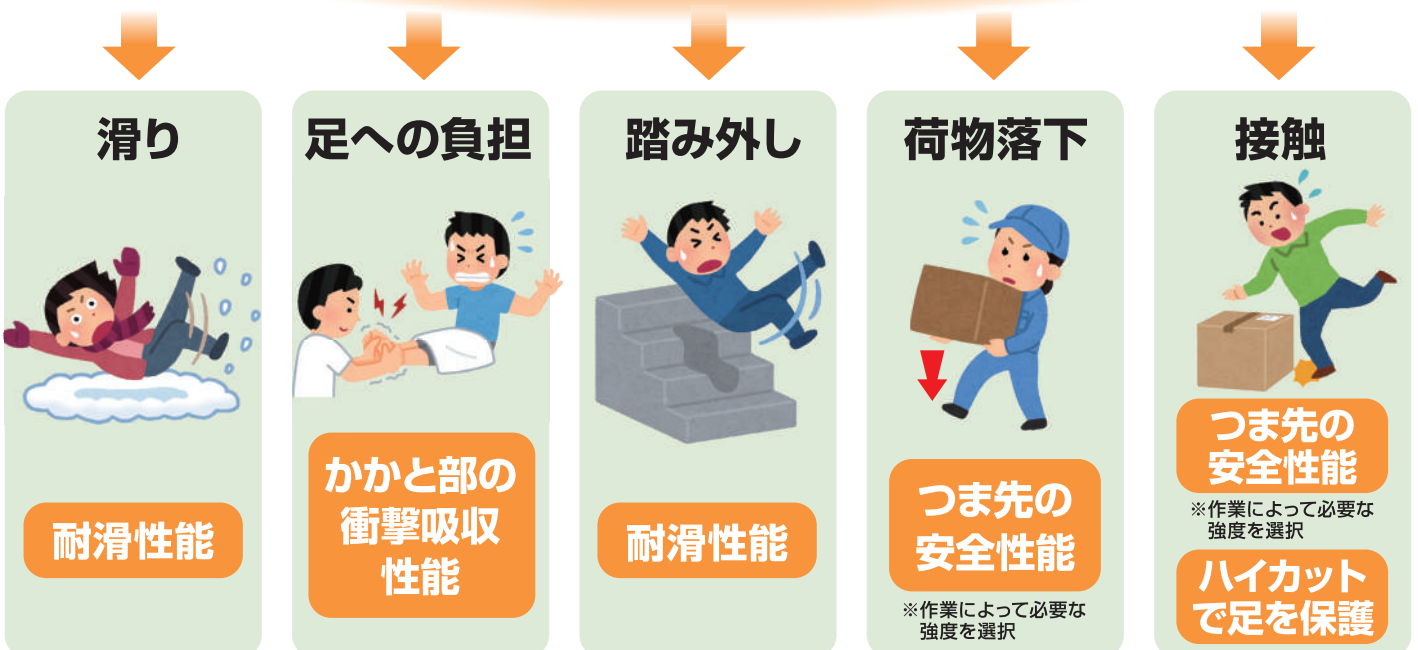 滑り
耐滑性能
足への負担
かかと部の
衝撃吸収
性能
踏み外し
耐滑性能
荷物落下
つま先の
安全性能
※作業によって必要な
強度を選択
接触
つま先の
安全性能
※作業によって必要な
強度を選択
ハイカット
で足を保護